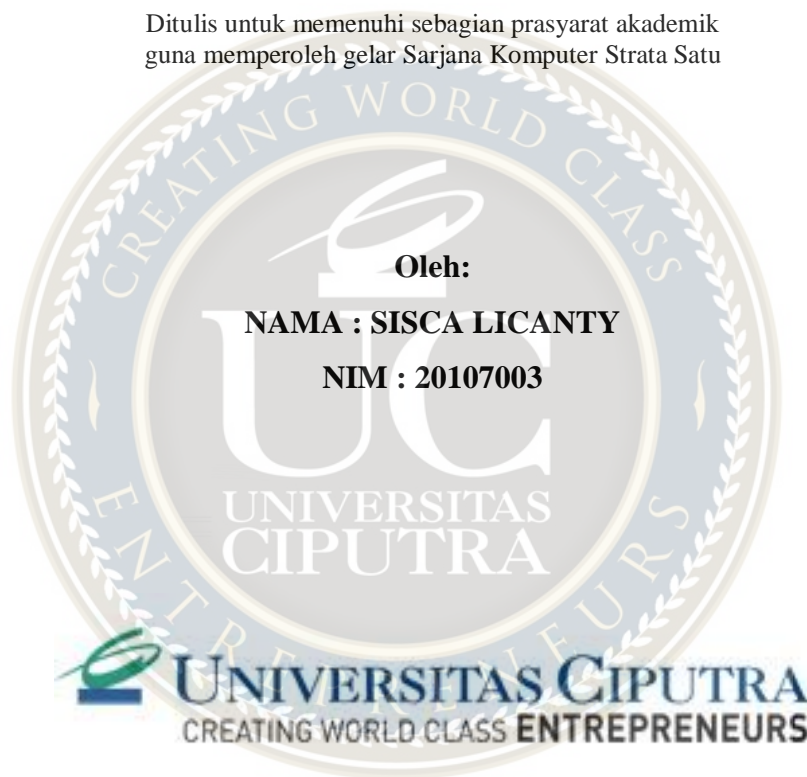 Ditulis untuk memenuhi sebagian prasyarat akademik
guna memperoleh gelar Sarjana Komputer Strata Satu
CREATING WORLD CLASS
Oleh:
NAMA : SISCA LICANTY
NIM : 20107003
UC
UNIVERSITAS
CIPUTRA
ENTREPRENEURS
UNIVERSITAS CIPUTRA
CREATING WORLD CLASS ENTREPRENEURS